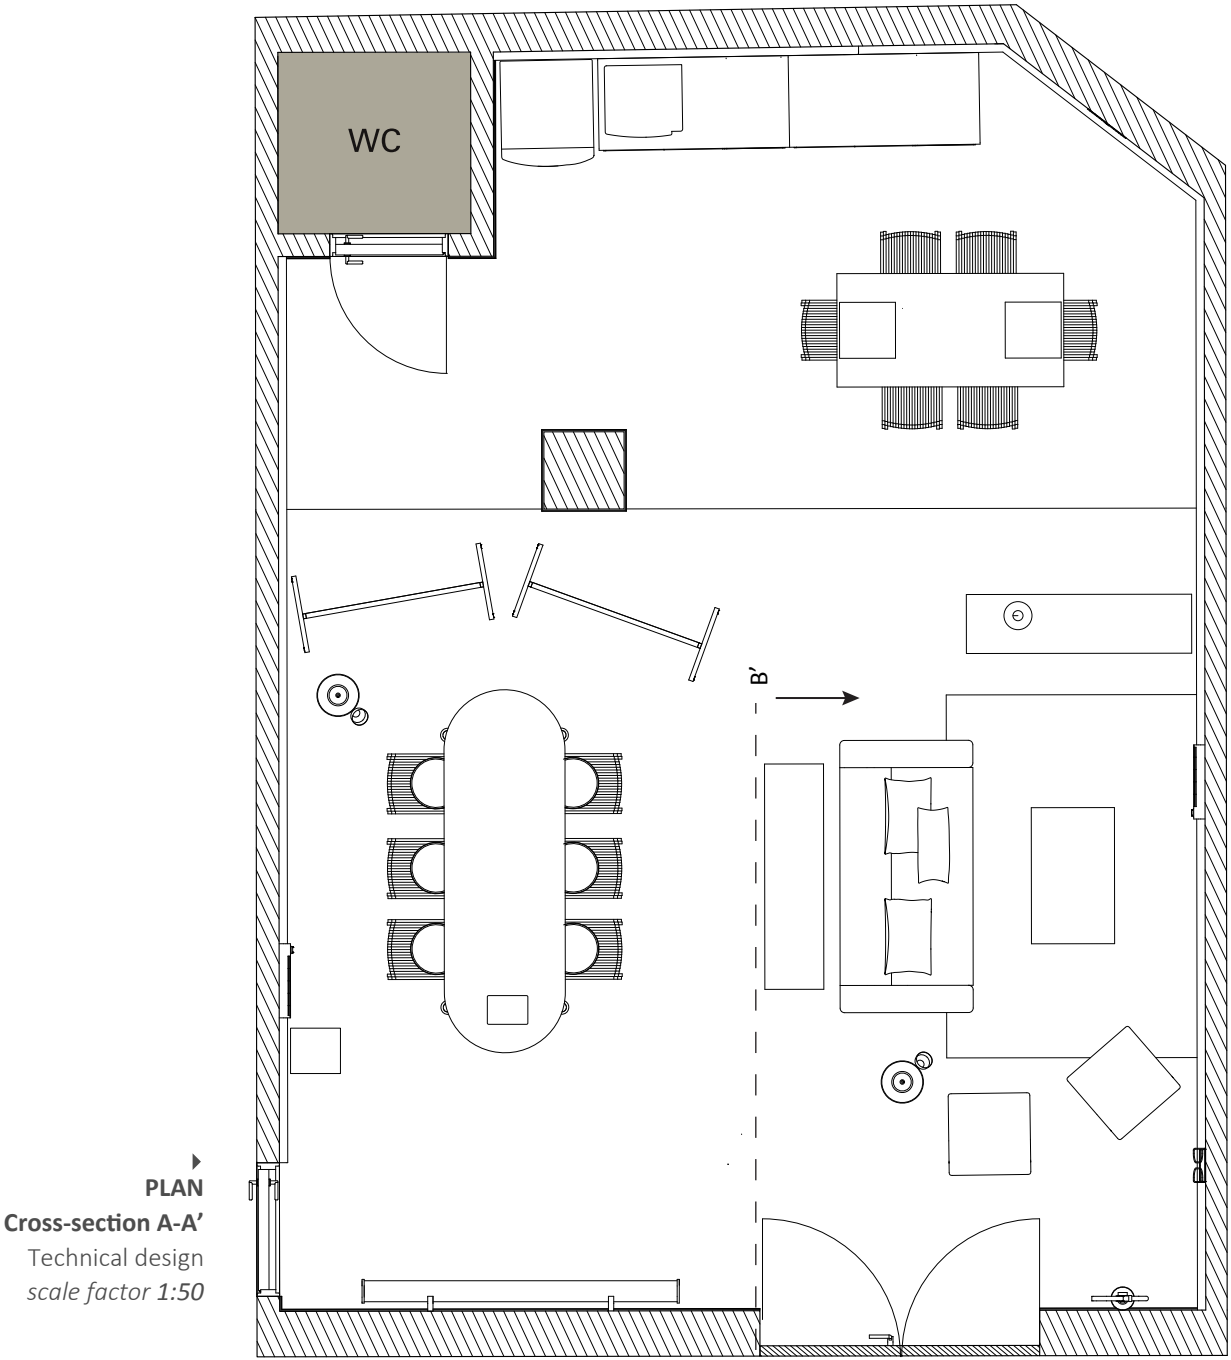 WC
B’
PLAN
Cross-section A-A’
Technical design
scale factor 1:50